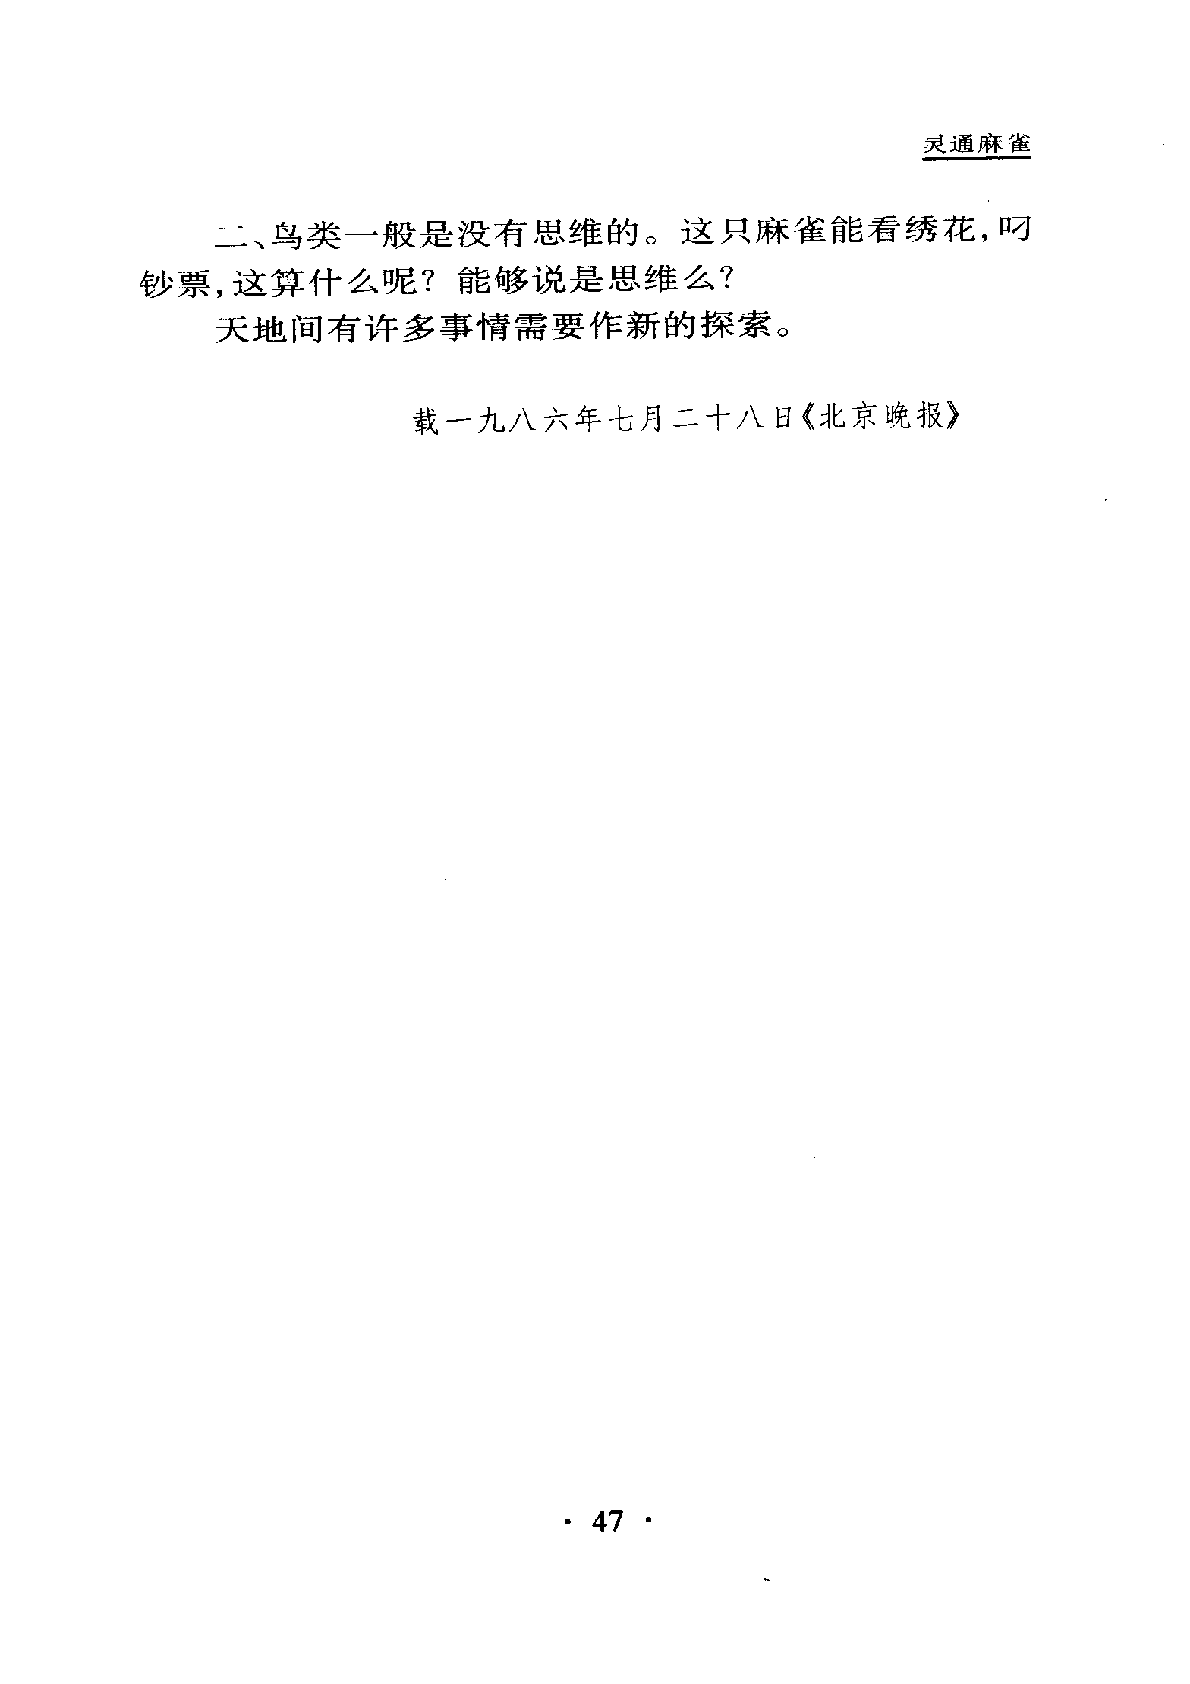 灵通麻雀
二、鸟类一般是没有思维的。这只麻雀能看绣花,叼
钞票,这算什么呢？能够说是思维么？
天地间有许多事情需要作新的探索。
载一九八六年七月二十八日《北京晚报》
· 47 ·